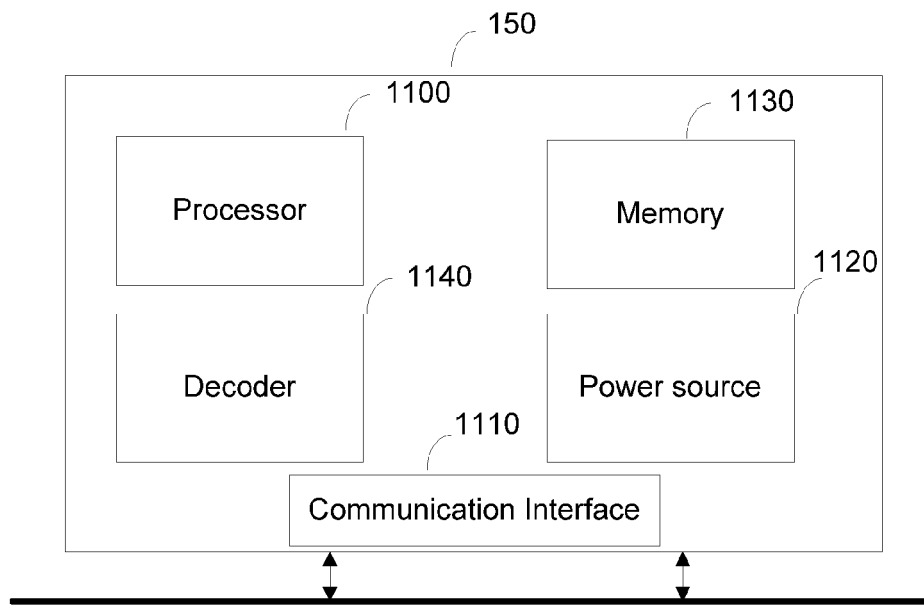 150
1100
1130
Processor
Memory
1140
1120
Decoder
Power source
1110
Communication Interface